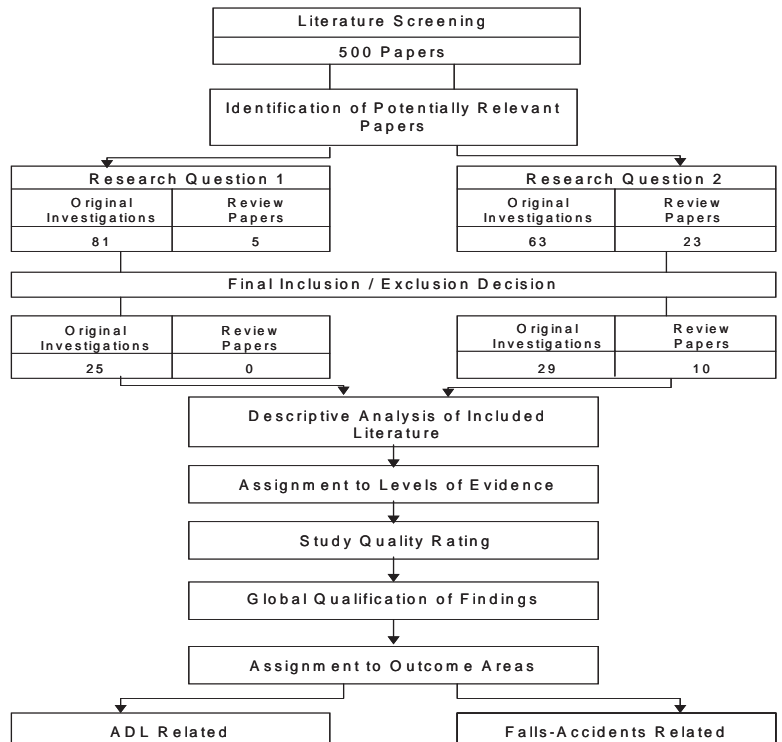 Literature Screening
500 Papers
Identification of Potentially Relevant
Papers
Research Question 1
Original
Investigations
Review
Papers
81
5
Research Question 2
Original
Investigations
Review
Papers
63
23
Final Inclusion / Exclusion Decision
Original
Investigations
Review
Papers
25
0
Original
Investigations
Review
Papers
29
10
Descriptive Analysis of Included
Literature
Assignment to Levels of Evidence
Study Quality Rating
Global Qualification of Findings
Assignment to Outcome Areas
ADL Related
Falls-Accidents Related